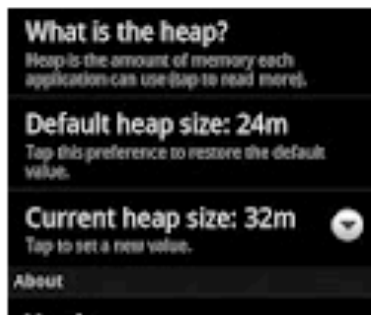 What is the heap?
Heap is the amount of memory each
application can use (tap to read more).
Default heap size: 24m
Tap this preference to restore the default
value.
Current heap size: 32m
Tap to set a new value.
About